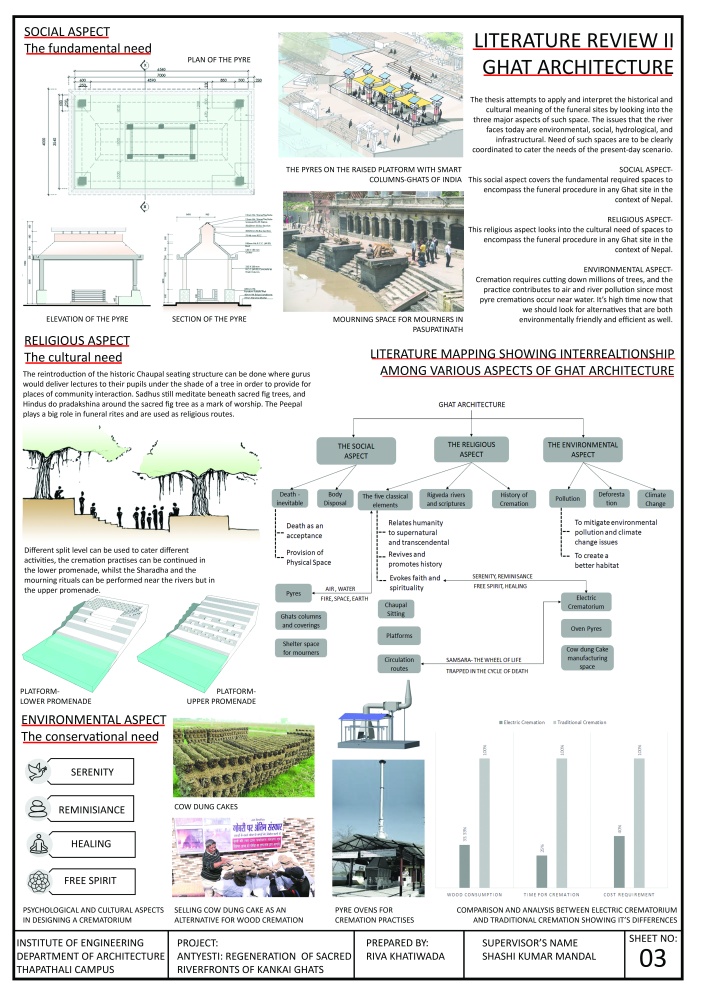 SOCIAL ASPECT
The fundamental need
PLAN OF THE PYRE
ELEVATION OF THE PYRE
SECTION OF THE PYRE
THE PYRES ON THE RAISED PLATFORM WITH SMART
COLUMNS-GHATS OF INDIA
MOURNING SPACE FOR MOURNERS IN
PASUPATINATH
LITERATURE REVIEW II
GHAT ARCHITECTURE
The thesis attempts to apply and interpret the historical and
cultural meaning of the funeral sites by looking into the
three major aspects of such space. The issues that the river
faces today are environmental, social, hydrological, and
infrastructural. Need of such spaces are to be clearly
coordinated to cater the needs of the present-day scenario.
SOCIAL ASPECT-
This social aspect covers the fundamental required spaces to
encompass the funeral procedure in any Ghat site in the
context of Nepal.
RELIGIOUS ASPECT-
This religious aspect looks into the cultural need of spaces to
encompass the funeral procedure in any Ghat site in the
context of Nepal.
ENVIRONMENTAL ASPECT-
Cremation requires cutting down millions of trees, and the
practice contributes to air and river pollution since most
pyre cremations occur near water. It's high time now that
we should look for alternatives that are both
environmentally friendly and efficient as well.
RELIGIOUS ASPECT
The cultural need
The reintroduction of the historic Chaupal seating structure can be done where gurus
would deliver lectures to their pupils under the shade of a tree in order to provide for
places of community interaction. Sadhus still meditate beneath sacred fig trees, and
Hindus do pradakshina around the sacred fig tree as a mark of worship. The Peepal
plays a big role in funeral rites and are used as religious routes.
Different split level can be used to cater different
activities, the cremation practises can be continued in
the lower promenade, whilst the Sharadha and the
mourning rituals can be performed near the rivers but in
the upper promenade.
PLATFORM-
LOWER PROMENADE
PLATFORM-
UPPER PROMENADE
LITERATURE MAPPING SHOWING INTERREALTIONSHIP
AMONG VARIOUS ASPECTS OF GHAT ARCHITECTURE
GHAT ARCHITECTURE
THE SOCIAL
ASPECT
THE RELIGIOUS
ASPECT
THE ENVIRONMENTAL
ASPECT
Death -
inevitable
Body
Disposal
The five classical
elements
Rigveda rivers
and scriptures
History of
Cremation
Pollution
Deforesta
tion
Climate
Change
Death as an
acceptance
Provision of
Physical Space
Relates humanity
to supernatural
and transcendental
Revives and
promotes history
Evokes faith and
spirituality
To mitigate environmental
pollution and climate
change issues
To create a
better habitat
SERENITY, REMINISANCE
FREE SPIRIT, HEALING
Pyres
AIR , WATER
FIRE, SPACE, EARTH
Ghats columns
and coverings
Shelter space
for mourners
Chaupal
Sitting
Platforms
Circulation
routes
Electric
Crematorium
Oven Pyres
Cow dung Cake
manufacturing
space
SAMSARA- THE WHEEL OF LIFE
TRAPPED IN THE CYCLE OF DEATH
ENVIRONMENTAL ASPECT
The conservational need
SERENITY
REMINISIANCE
HEALING
FREE SPIRIT
PSYCHOLOGICAL AND CULTURAL ASPECTS
IN DESIGNING A CREMATORIUM
COW DUNG CAKES
गोबरी पर अंतिम संस्कार
SELLING COW DUNG CAKE AS AN
ALTERNATIVE FOR WOOD CREMATION
PYRE OVENS FOR
CREMATION PRACTISES
Electric Cremation
Traditional Cremation
100%
100%
100%
25%
40%
WOOD CONSUMPTION
TIME FOR CREMATION
COST REQUIREMENT
COMPARISON AND ANALYSIS BETWEEN ELECTRIC CREMATORIUM
AND TRADITIONAL CREMATION SHOWING IT'S DIFFERENCES
INSTITUTE OF ENGINEERING
DEPARTMENT OF ARCHITECTURE
THAPATHALI CAMPUS
PROJECT:
ANTYESTI: REGENERATION OF SACRED
RIVERFRONTS OF KANKAI GHATS
PREPARED BY:
RIVA KHATIWADA
SUPERVISOR'S NAME
SHASHI KUMAR MANDAL
SHEET NO:
03